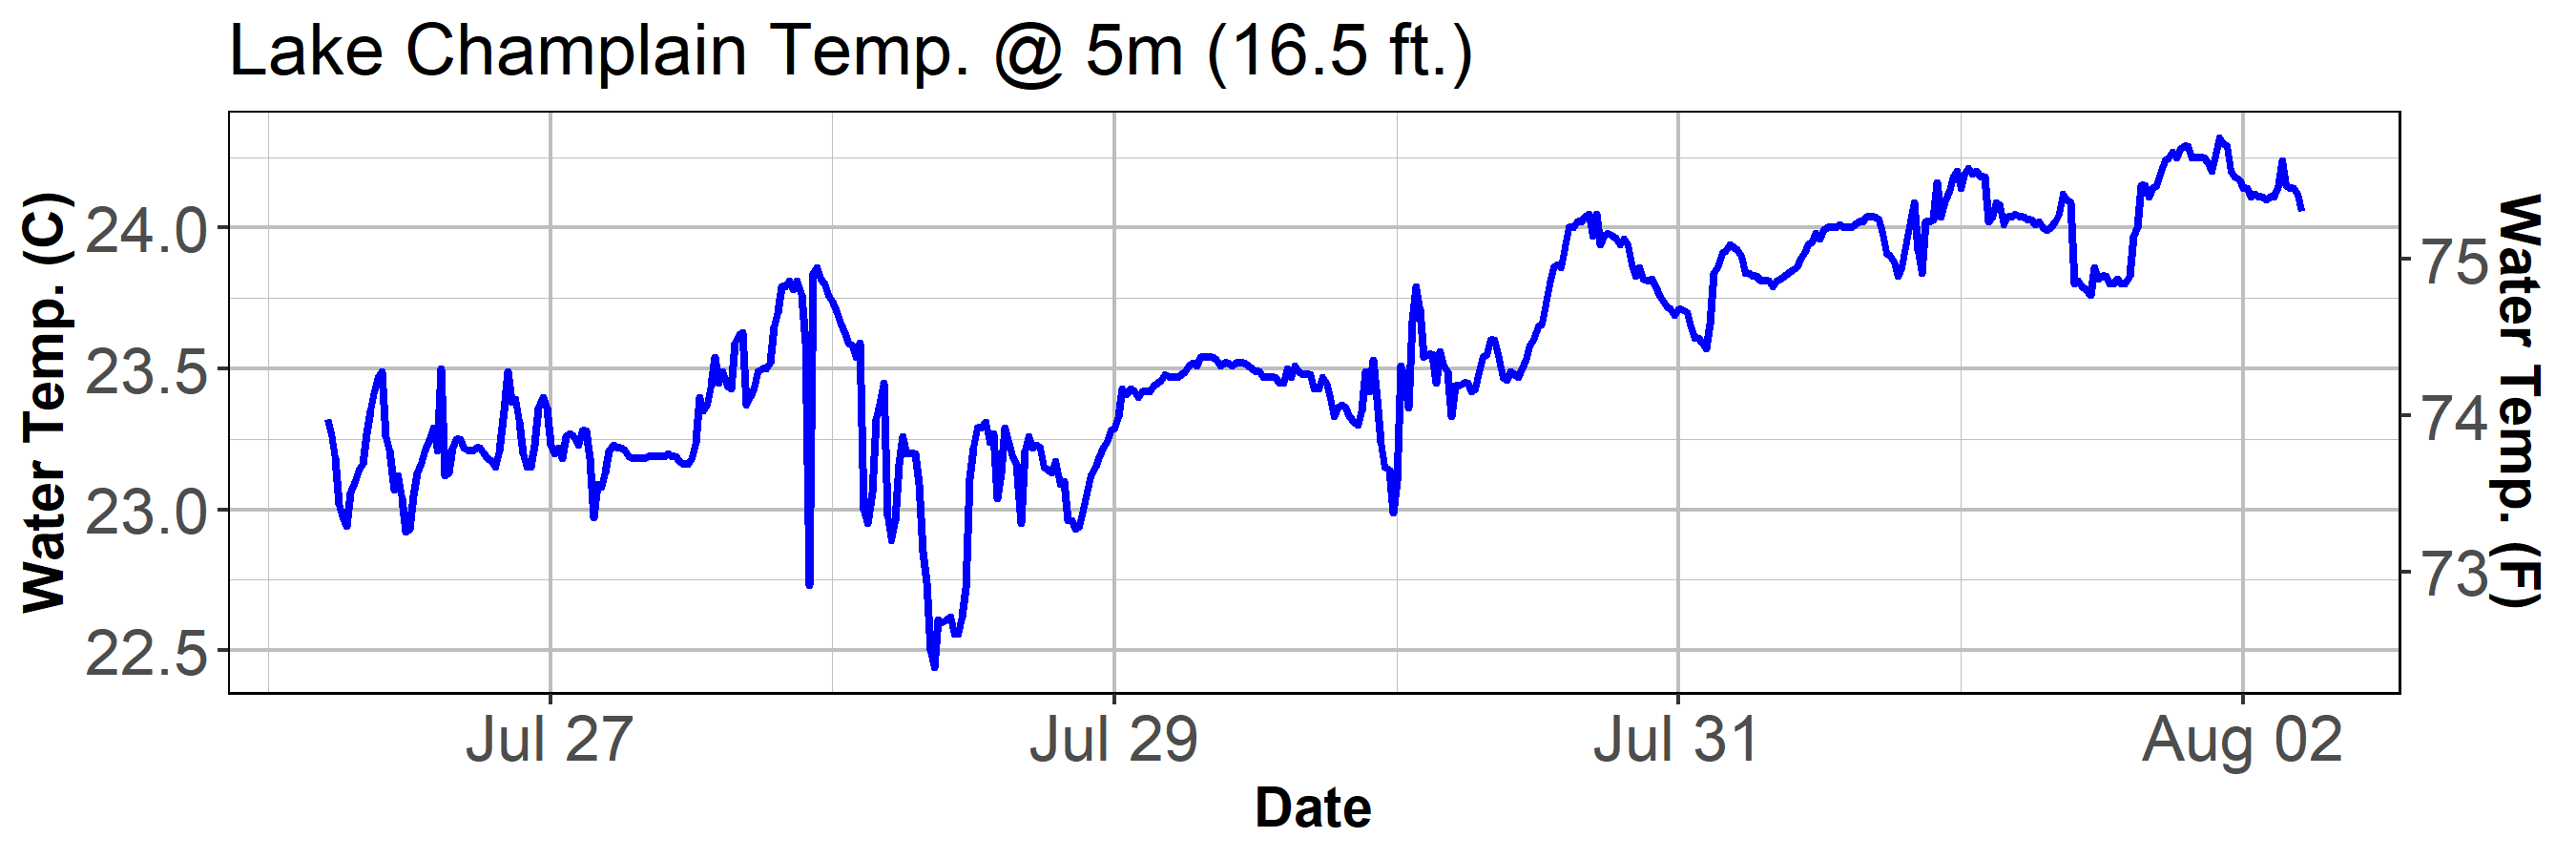 Lake Champlain Temp. @ 5m (16.5 ft.)
Water Temp. (C)
24.0
23.5
23.0
22.5
75
74
73
Water Temp. (F)
Jul 27 Jul 29 Jul 31 Aug 02
Date